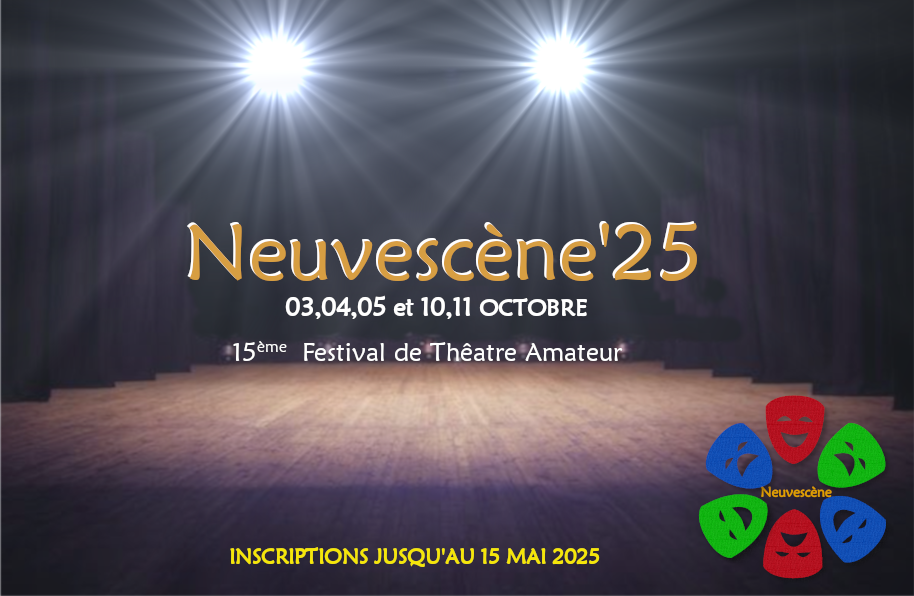 Neuvescène'25
03,04,05 et 10,11 OCTOBRE
15ème Festival de Thêatre Amateur
Neuvescène
INSCRIPTIONS JUSQU'AU 15 MAI 2025